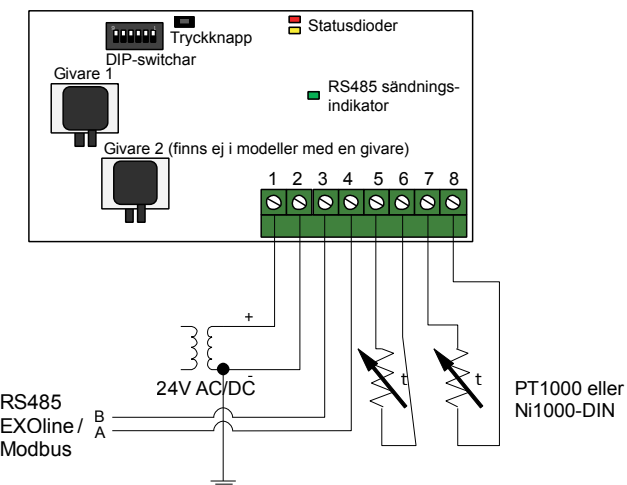 Tryckknapp
Statusdioder
DIP-switchar
Givare 1
RS485 sändnings-
indikator
Givare 2 (finns ej i modeller med en givare)
1 2 3 4 5 6 7 8
+
-
24V AC/DC
t
t
PT1000 eller
Ni1000-DIN
RS485
EXOline /
Modbus
B
A